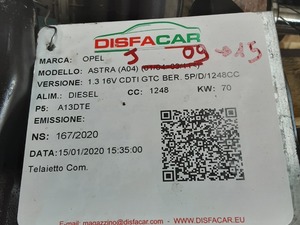 DISFACAR
MARCA: OPEL
J 09->15
MODELLO: ASTRA (A04)
VERSIONE: 1.3 16V CDTI GTC BER. 5P/D/1248CC
ALIM.: DIESEL CC: 1248 KW: 70
P5: A13DTE
EMISSIONE:
NS: 167/2020
DATA:15/01/2020 15:35:00
Telaietto Com.
WWW.DISFACAR.EU
E-mail: magazzino@disfacar.com